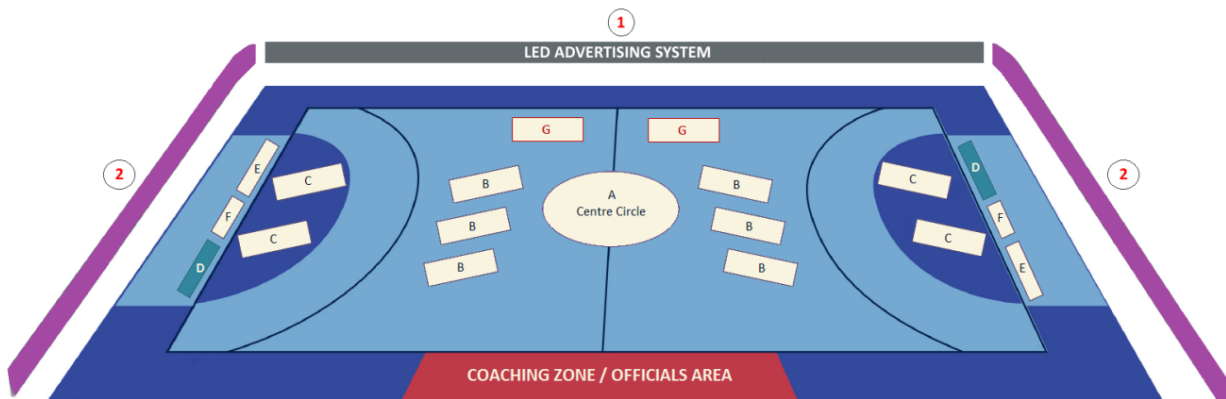 1
LED ADVERTISING SYSTEM
G G
E D
2 C B A B C 2
Centre Circle
F B B F
C C
D B B E
COACHING ZONE / OFFICIALS AREA